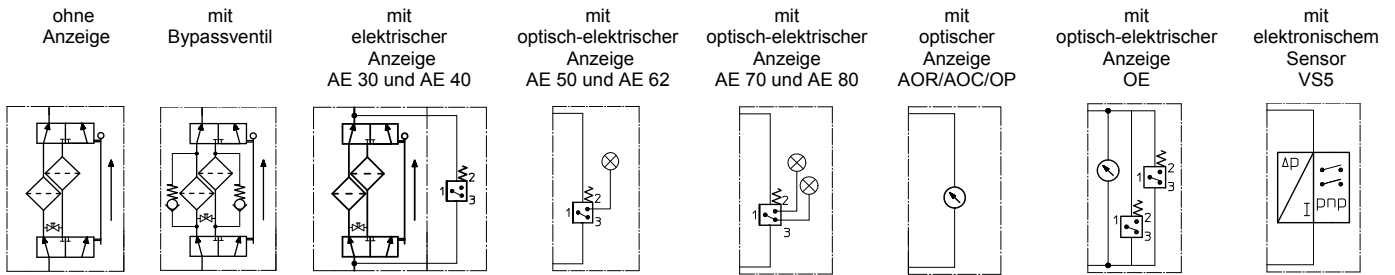 ohne
Anzeige
mit
Bypassventil
mit
elektrischer
Anzeige
AE 30 und AE 40
mit
optisch-elektrischer
Anzeige
AE 50 und AE 62
mit
optisch-elektrischer
Anzeige
AE 70 und AE 80
mit
optischer
Anzeige
AOR/AOC/OP
mit
optisch-elektrischer
Anzeige
OE
mit
elektronischem
Sensor
VS5
1 2
3
1 2
3
1 2
3
1 2
3
1 2
3
Δp
I
pnp